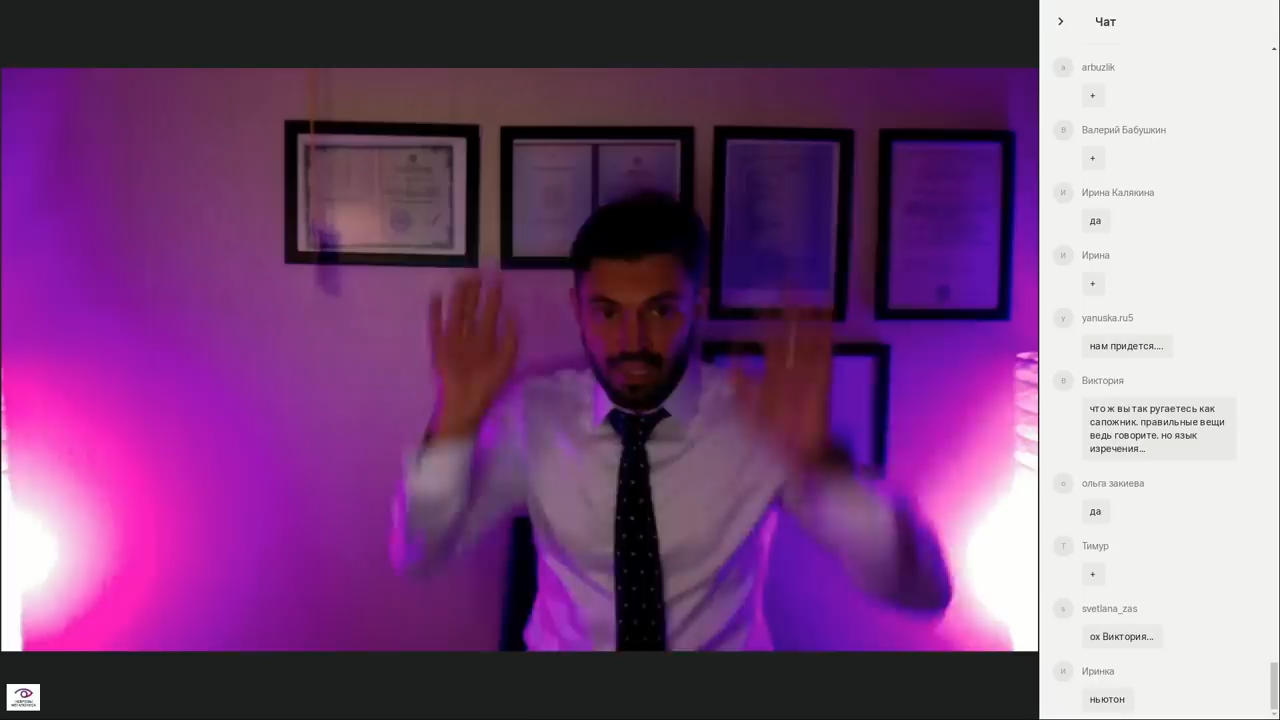 Чат
a
arbuzlik
+
В
Валерий Бабушкин
+
И
Ирина Калякина
да
И
Ирина
+
y
yanuska.ru5
нам придется....
В
Виктория
что ж вы так ругаетесь как
сапожник. правильные вещи
ведь говорите. но язык
изречения...
о
ольга закиева
да
Т
Тимур
+
s
svetlana_zas
ох Виктория...
И
Иринка
ньютон